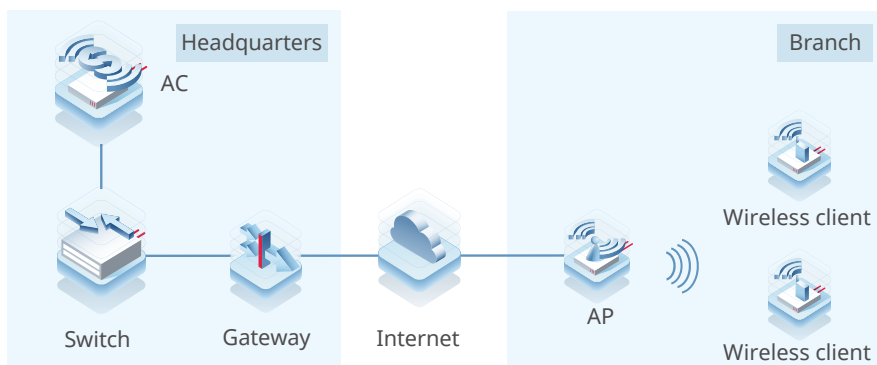 Headquarters
Branch
AC
Wireless client
Switch
Gateway
Internet
AP
Wireless client